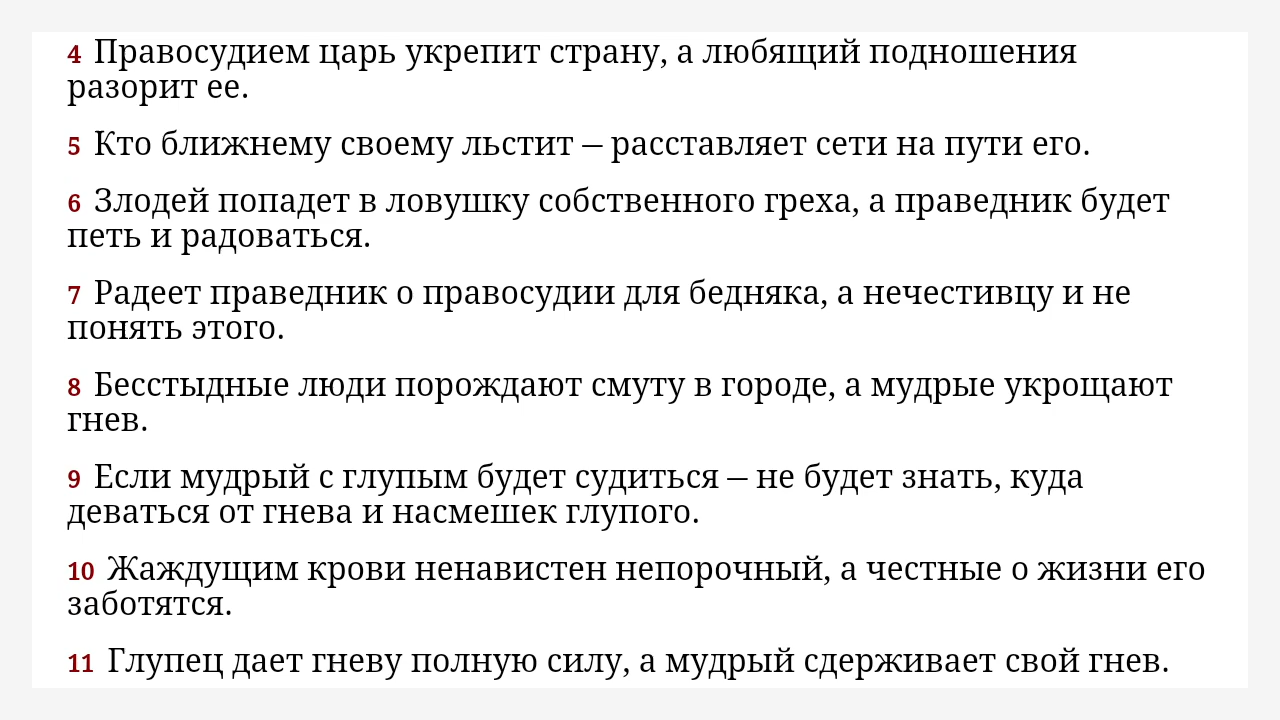 4 Правосудием царь укрепит страну, а любящий подношения
разорит ее.
5 Кто ближнему своему льстит – расставляет сети на пути его.
6 Злодей попадет в ловушку собственного греха, а праведник будет
петь и радоваться.
7 Радеет праведник о правосудии для бедняка, а нечестивцу и не
понять этого.
8 Бесстыдные люди порождают смуту в городе, а мудрые укрощают
гнев.
9 Если мудрый с глупым будет судиться – не будет знать, куда
деваться от гнева и насмешек глупого.
10 Жаждущим крови ненавистен непорочный, а честные о жизни его
заботятся.
11 Глупец дает гневу полную силу, а мудрый сдерживает свой гнев.